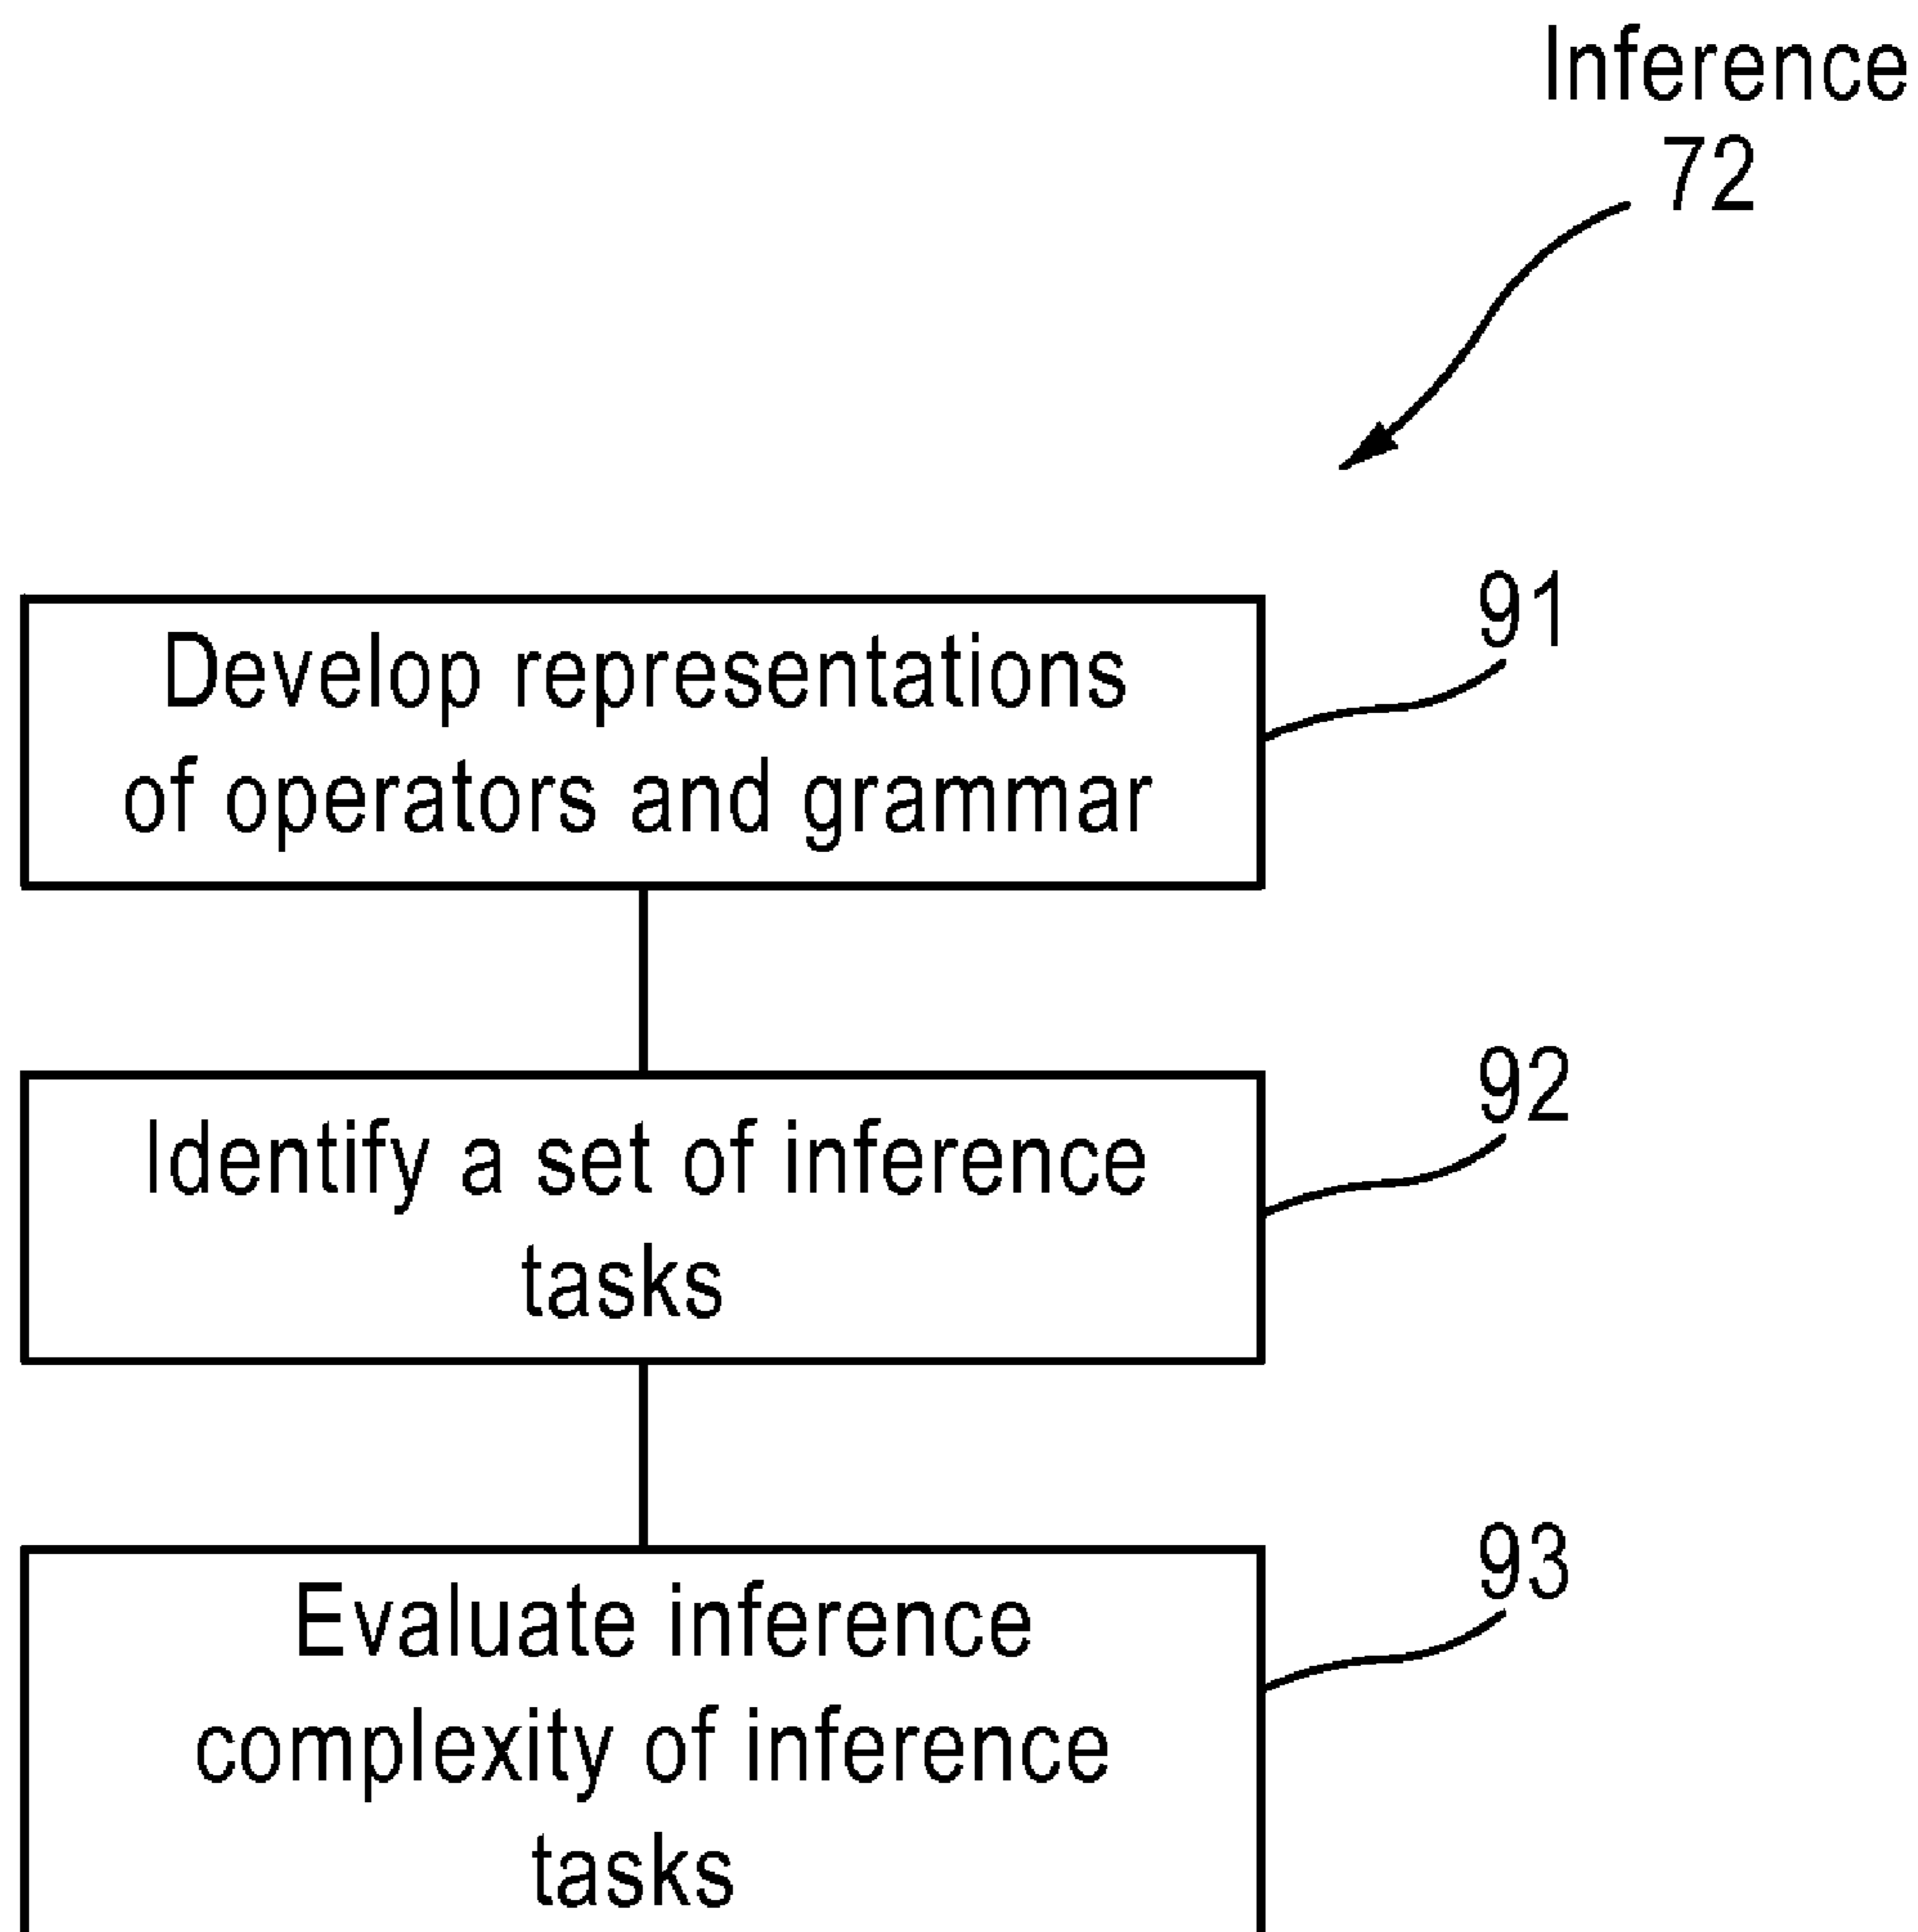 Inference
72
91
Develop representations
of operators and grammar
92
Identify a set of inference
tasks
93
Evaluate inference
complexity of inference
tasks